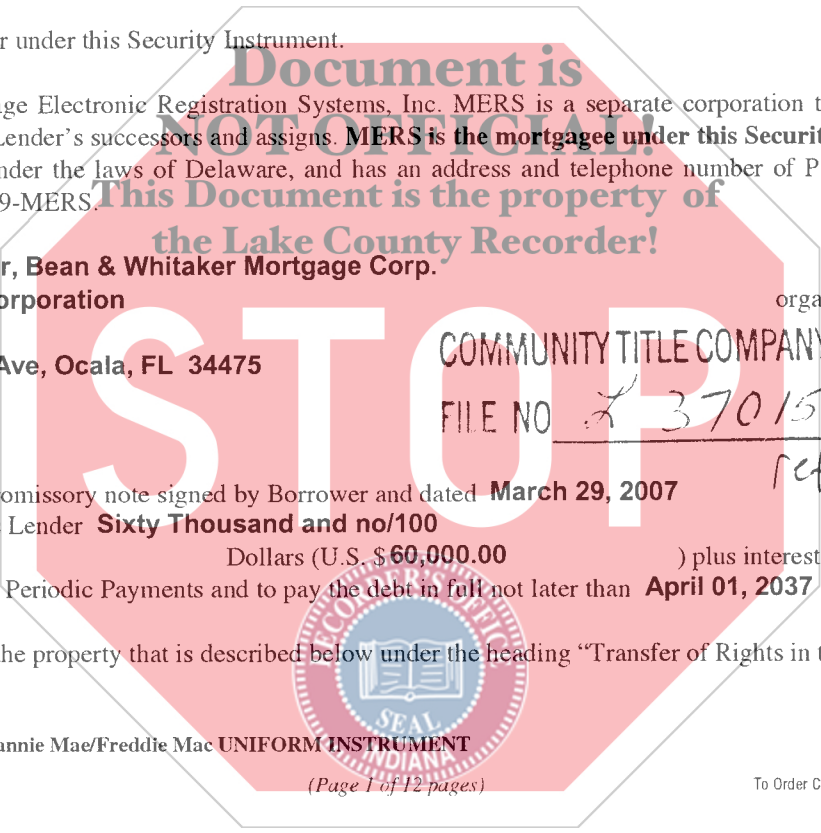 r under this Security Instrument.
Document is
ge Electronic Registration Systems, Inc. MERS is a separate corporation t
NOT OFFICIAL!
Lender's successors and assigns. MERS is the mortgagee under this Securit
nder the laws of Delaware, and has an address and telephone number of P
9-MERS.
This Document is the property of
the Lake County Recorder!
r, Bean & Whitaker Mortgage Corp.
orporation
orga
STOP
Ave, Ocala, FL 34475
COMMUNITY TITLE COMPANY
FILE NO 37015
omissory note signed by Borrower and dated March 29, 2007
Lender Sixty Thousand and no/100
Dollars (U.S. $ 60,000.00 ) plus interest
Periodic Payments and to pay the debt in full not later than April 01, 2037
he property that is described below under the heading “Transfer of Rights in t
RECORDER'S OFFICE
SEAL
INDIANA
annie Mae/Freddie Mac UNIFORM INSTRUMENT
(Page 1 of 12 pages)
To Order C